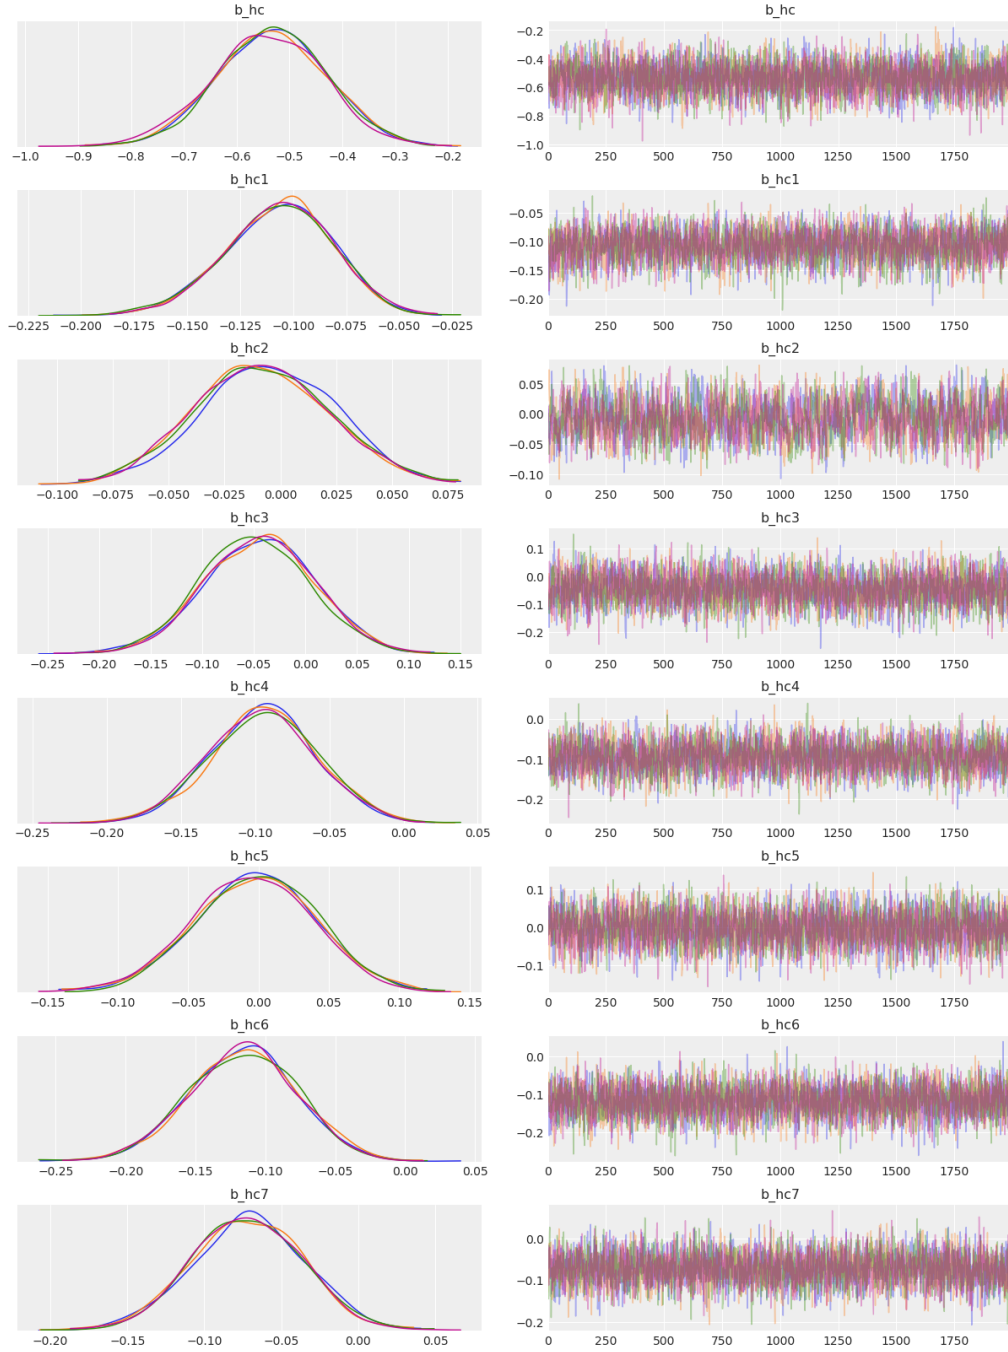 b_hc b_hc
−1.0 −0.9 −0.8 −0.7 −0.6 −0.5 −0.4 −0.3 −0.2
−0.2
−0.4
−0.6
−0.8
−1.0
0 250 500 750 1000 1250 1500 1750
b_hc1 b_hc1
−0.225 −0.200 −0.175 −0.150 −0.125 −0.100 −0.075 −0.050 −0.025
−0.05
−0.10
−0.15
−0.20
0 250 500 750 1000 1250 1500 1750
b_hc2 b_hc2
−0.100 −0.075 −0.050 −0.025 0.000 0.025 0.050 0.075
0.05
0.00
−0.05
−0.10
0 250 500 750 1000 1250 1500 1750
b_hc3 b_hc3
−0.25 −0.20 −0.15 −0.10 −0.05 0.00 0.05 0.10 0.15
0.1
0.0
−0.1
−0.2
0 250 500 750 1000 1250 1500 1750
b_hc4 b_hc4
−0.25 −0.20 −0.15 −0.10 −0.05 0.00 0.05
0.0
−0.1
−0.2
0 250 500 750 1000 1250 1500 1750
b_hc5 b_hc5
−0.15 −0.10 −0.05 0.00 0.05 0.10 0.15
0.1
0.0
−0.1
0 250 500 750 1000 1250 1500 1750
b_hc6 b_hc6
−0.25 −0.20 −0.15 −0.10 −0.05 0.00 0.05
0.0
−0.1
−0.2
0 250 500 750 1000 1250 1500 1750
b_hc7 b_hc7
−0.20 −0.15 −0.10 −0.05 0.00 0.05
0.0
−0.1
−0.2
0 250 500 750 1000 1250 1500 1750